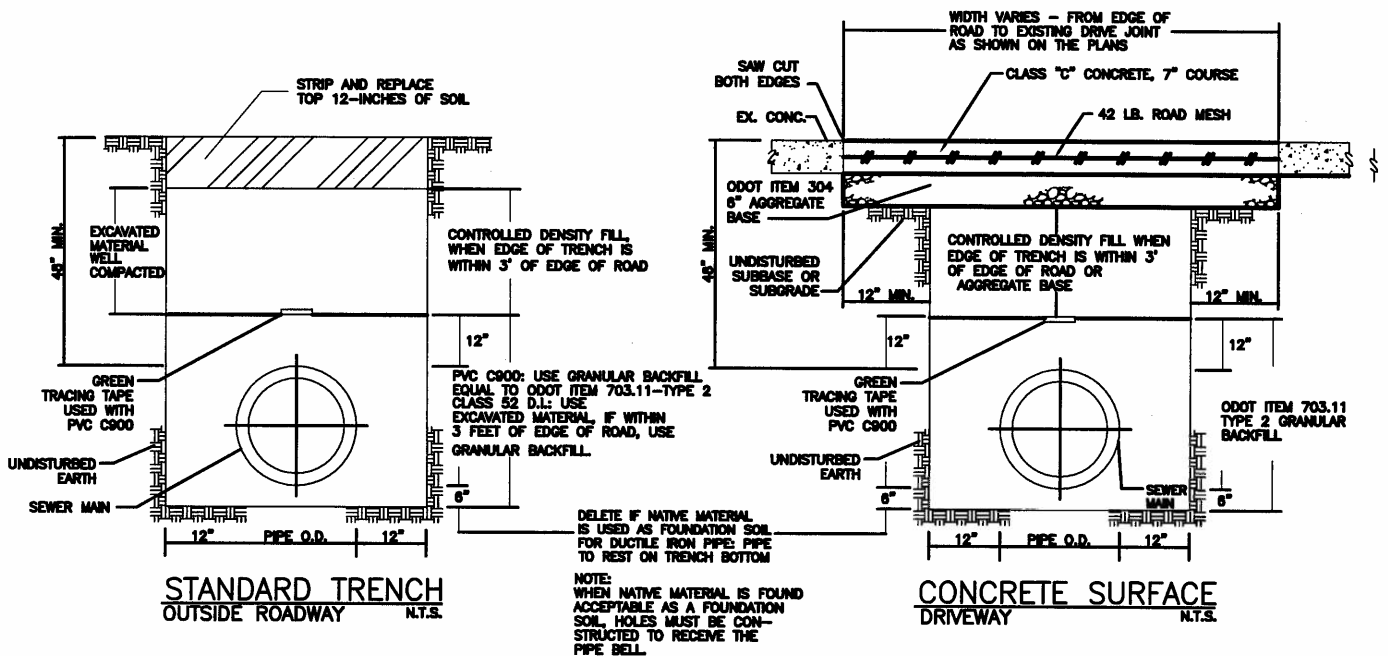 STRIP AND REPLACE
TOP 12-INCHES OF SOIL
48" MIN.
EXCAVATED
MATERIAL
WELL
COMPACTED
CONTROLLED DENSITY FILL,
WHEN EDGE OF TRENCH IS
WITHIN 3' OF EDGE OF ROAD
12"
GREEN
TRACING TAPE
USED WITH
PVC C900
PVC C900: USE GRANULAR BACKFILL
EQUAL TO ODOT ITEM 703.11-TYPE 2
CLASS 52 D.I.: USE
EXCAVATED MATERIAL, IF WITHIN
3 FEET OF EDGE OF ROAD, USE
GRANULAR BACKFILL.
UNDISTURBED
EARTH
SEWER MAIN
6"
12"
PIPE O.D.
12"
STANDARD TRENCH
OUTSIDE ROADWAY
N.T.S.
DELETE IF NATIVE MATERIAL
IS USED AS FOUNDATION SOIL
FOR DUCTILE IRON PIPE: PIPE
TO REST ON TRENCH BOTTOM
NOTE:
WHEN NATIVE MATERIAL IS FOUND
ACCEPTABLE AS A FOUNDATION
SOIL, HOLES MUST BE CON-
STRUCTED TO RECEIVE THE
PIPE BELL.
WIDTH VARIES - FROM EDGE OF
ROAD TO EXISTING DRIVE JOINT
AS SHOWN ON THE PLANS
SAW CUT
BOTH EDGES
CLASS "C" CONCRETE, 7" COURSE
EX. CONC.
42 LB. ROAD MESH
ODOT ITEM 304
6" AGGREGATE
BASE
48" MIN.
UNDISTURBED
SUBBASE OR
SUBGRADE
CONTROLLED DENSITY FILL WHEN
EDGE OF TRENCH IS WITHIN 3'
OF EDGE OF ROAD OR
AGGREGATE BASE
12" MIN.
12" MIN.
12"
12"
GREEN
TRACING TAPE
USED WITH
PVC C900
ODOT ITEM 703.11
TYPE 2 GRANULAR
BACKFILL
UNDISTURBED
EARTH
SEWER
MAIN
6"
6"
12"
PIPE O.D.
12"
CONCRETE SURFACE
DRIVEWAY
N.T.S.